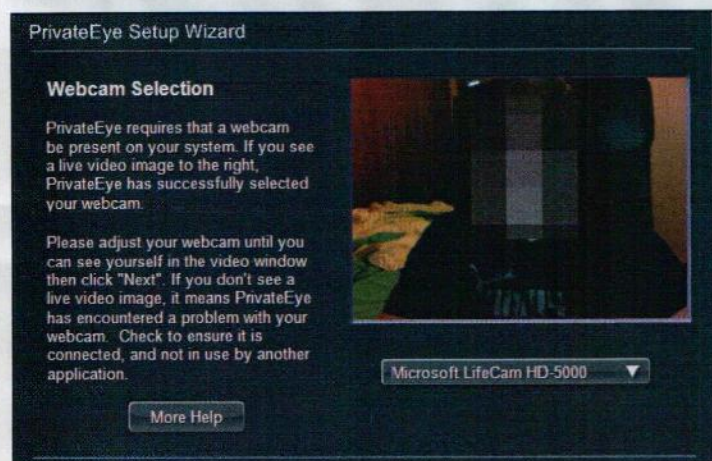 PrivateEye Setup Wizard
Webcam Selection
PrivateEye requires that a webcam
be present on your system. If you see
a live video image to the right,
PrivateEye has successfully selected
your webcam.
Please adjust your webcam until you
can see yourself in the video window
then click "Next". If you don't see a
live video image, it means PrivateEye
has encountered a problem with your
webcam. Check to ensure it is
connected, and not in use by another
application.
Microsoft LifeCam HD-5000
More Help